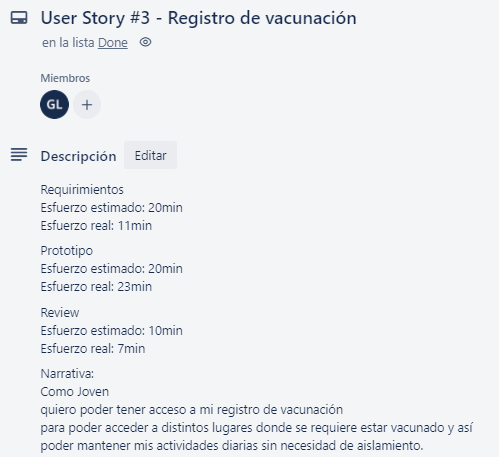 User Story #3 - Registro de vacunación
en la lista Done
Miembros
GL +
Descripción Editar
Requirimientos
Esfuerzo estimado: 20min
Esfuerzo real: 11min
Prototipo
Esfuerzo estimado: 20min
Esfuerzo real: 23min
Review
Esfuerzo estimado: 10min
Esfuerzo real: 7min
Narrativa:
Como Joven
quiero poder tener acceso a mi registro de vacunación
para poder acceder a distintos lugares donde se requiere estar vacunado y así
poder mantener mis actividades diarias sin necesidad de aislamiento.